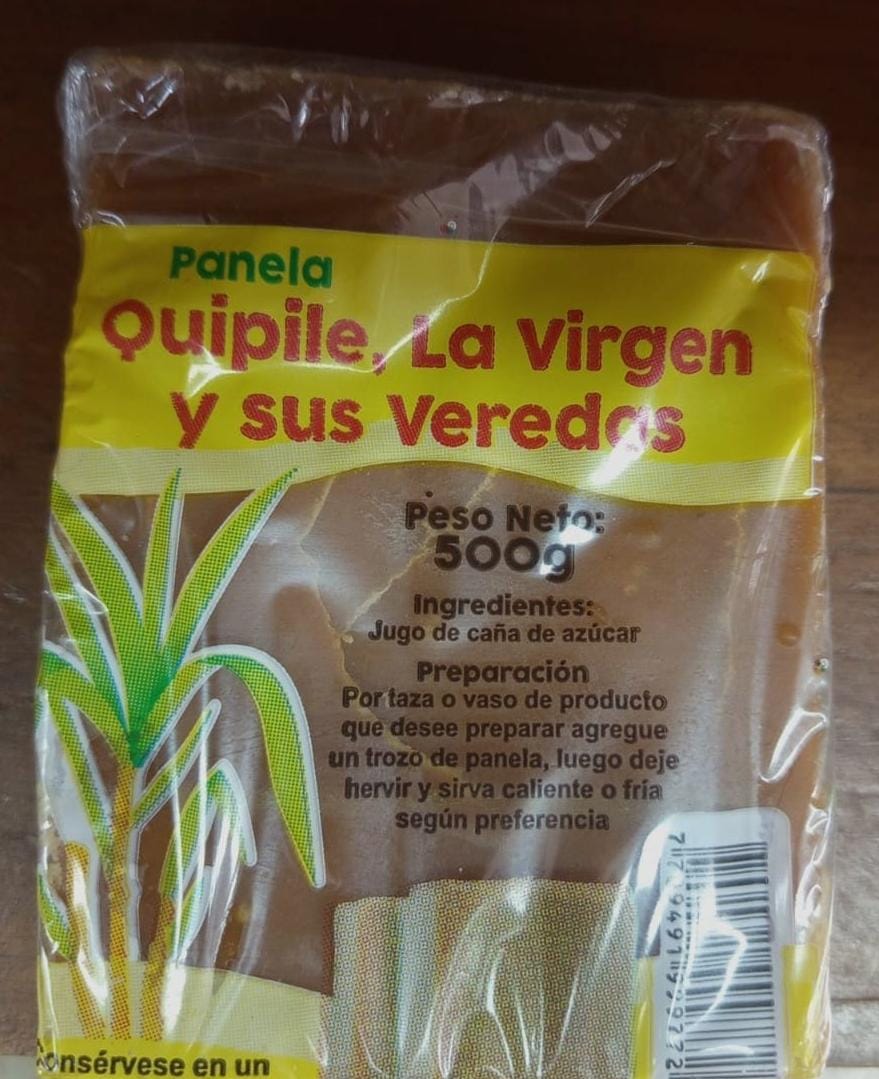 Panela
Quipile, La Virgen
y sus Veredas
Peso Neto:
500g
Ingredientes:
Jugo de caña de azúcar
Preparación
Por taza o vaso de producto
que desee preparar agregue
un trozo de panela, luego deje
hervir y sirva caliente o fría
según preferencia
Consérvese en un